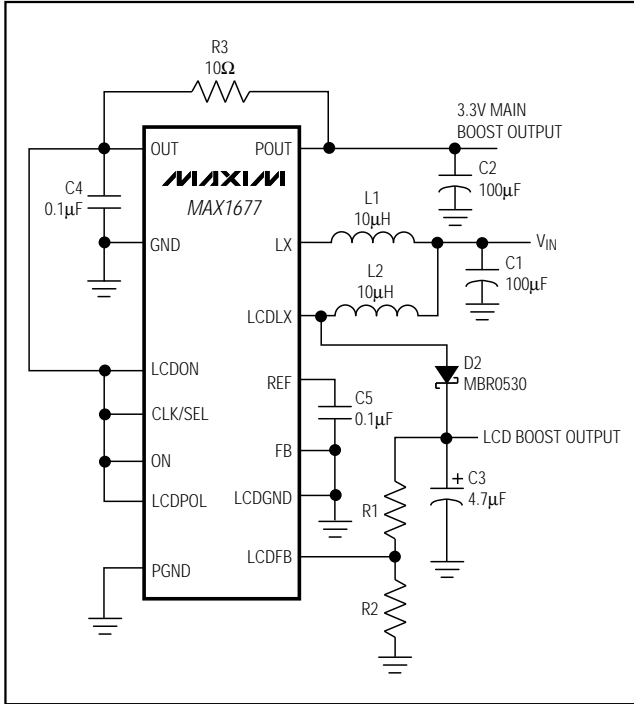 R3
10Ω
3.3V MAIN
BOOST OUTPUT
OUT
POUT
MAXIM
MAX1677
C4
0.1µF
C2
100µF
L1
10µH
GND
LX
VIN
C1
100µF
L2
10µH
LCDLX
LCDON
REF
D2
MBR0530
C5
0.1µF
CLK/SEL
FB
LCD BOOST OUTPUT
ON
+
C3
4.7µF
LCDPOL
LCDGND
R1
LCDFB
PGND
R2